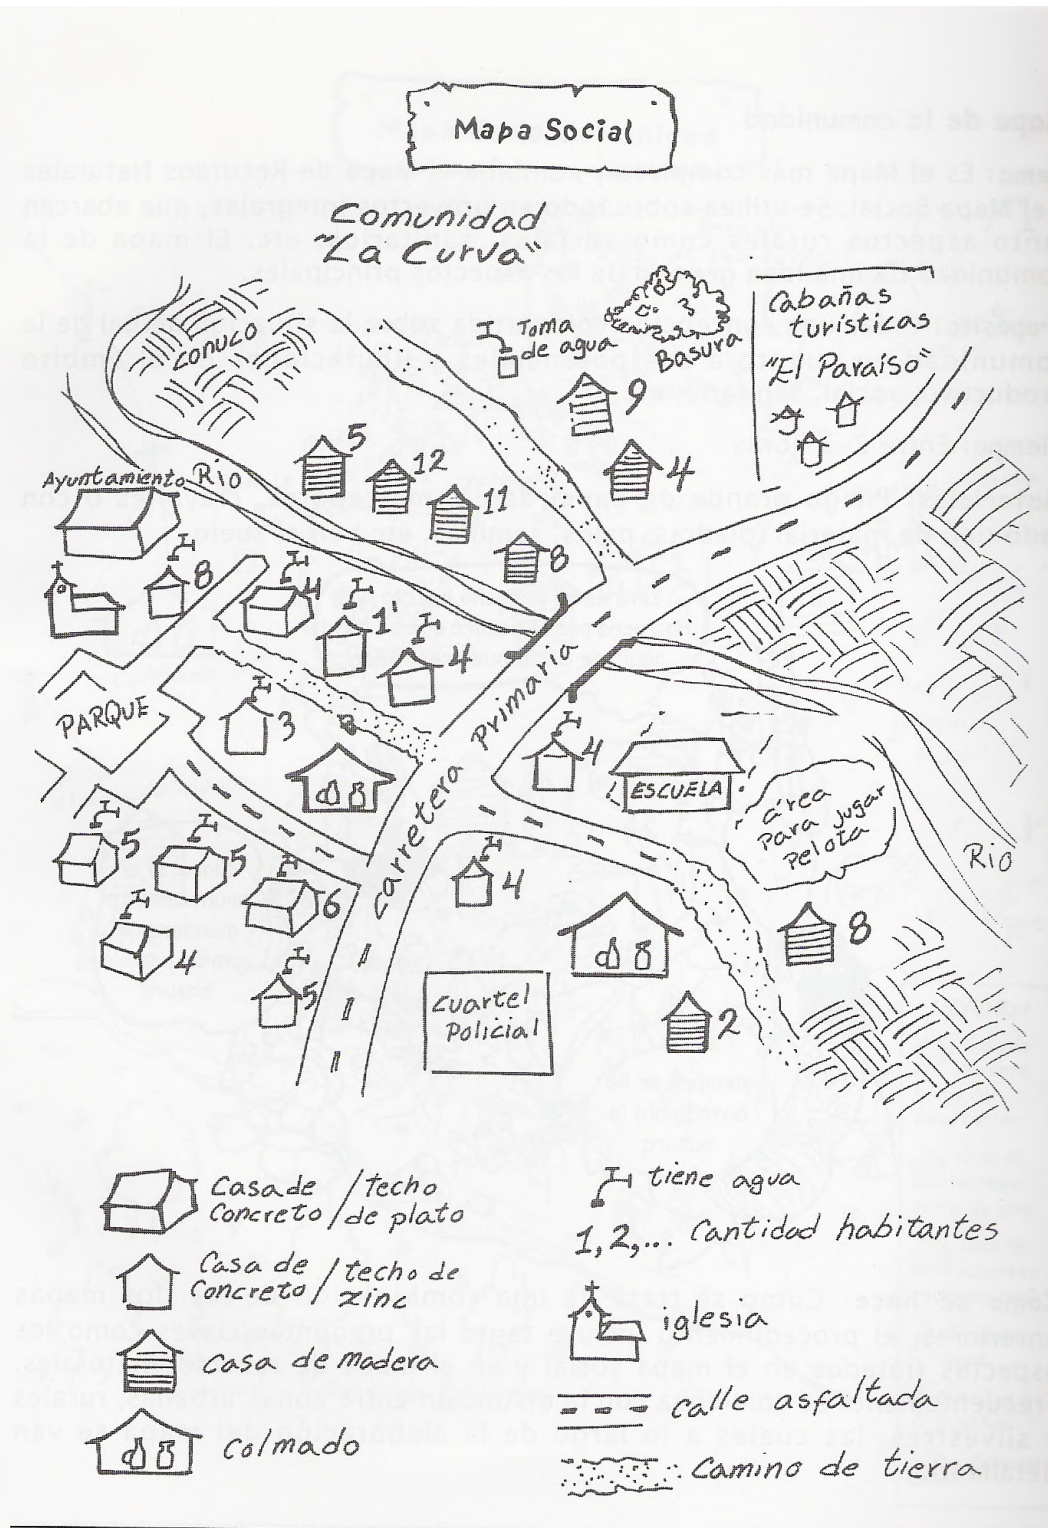 Mapa Social
Comunidad
"La Curva"
Conuco
Toma
de agua
Basura
Cabañas
turísticas
"El Paraiso"
9
5
12
4
11
Ayuntamiento
Rio
8
8
4
1
4
Carretera Primaria
PARQUE
3
4
ESCUELA
área
para jugar
pelota
Rio
5
5
6
4
4
8
5
Cuartel
Policial
2
Casa de
Concreto / techo
de plato
Casa de
Concreto / techo de
zinc
Casa de madera
Colmado
tiene agua
1, 2, ... Cantidad habitantes
iglesia
Calle asfaltada
Camino de tierra